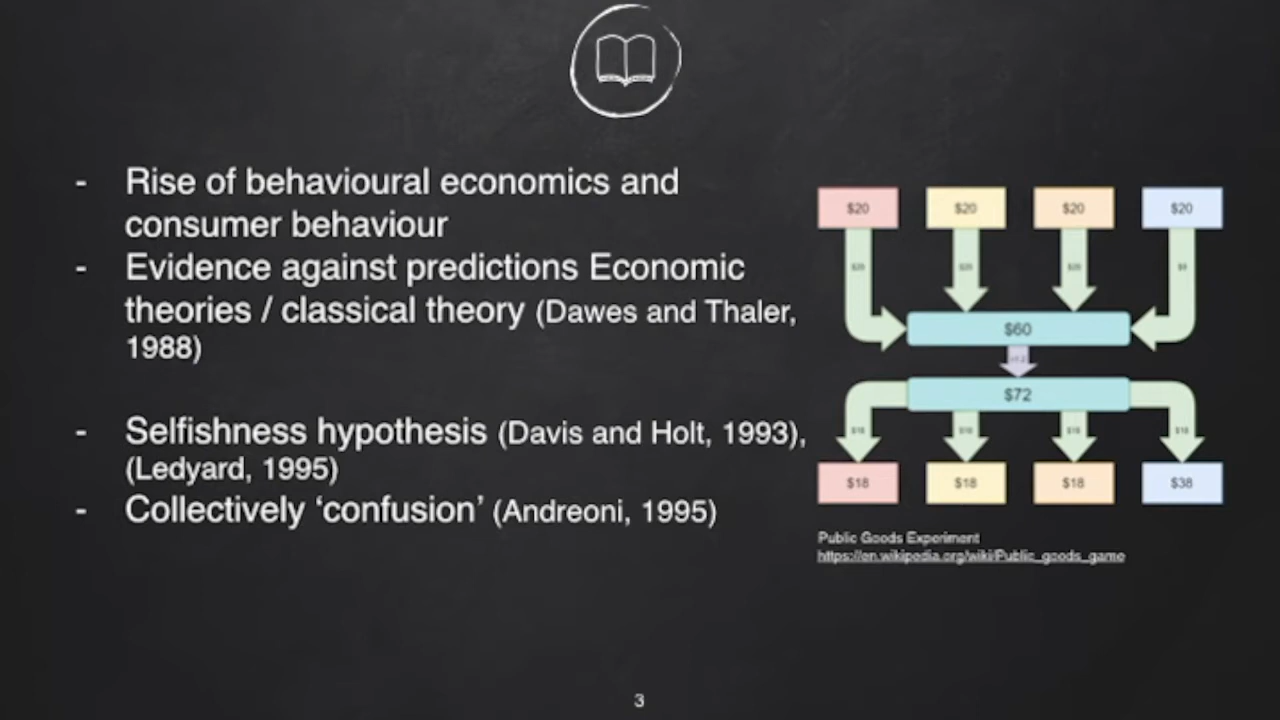 - Rise of behavioural economics and
consumer behaviour
- Evidence against predictions Economic
theories / classical theory (Dawes and Thaler,
1988)
- Selfishness hypothesis (Davis and Holt, 1993),
(Ledyard, 1995)
- Collectively ‘confusion’ (Andreoni, 1995)
$20 $20 $20 $20
$60
$72
$18 $18 $18 $38
Public Goods Experiment
https://en.wikipedia.org/wiki/Public_goods_game
3